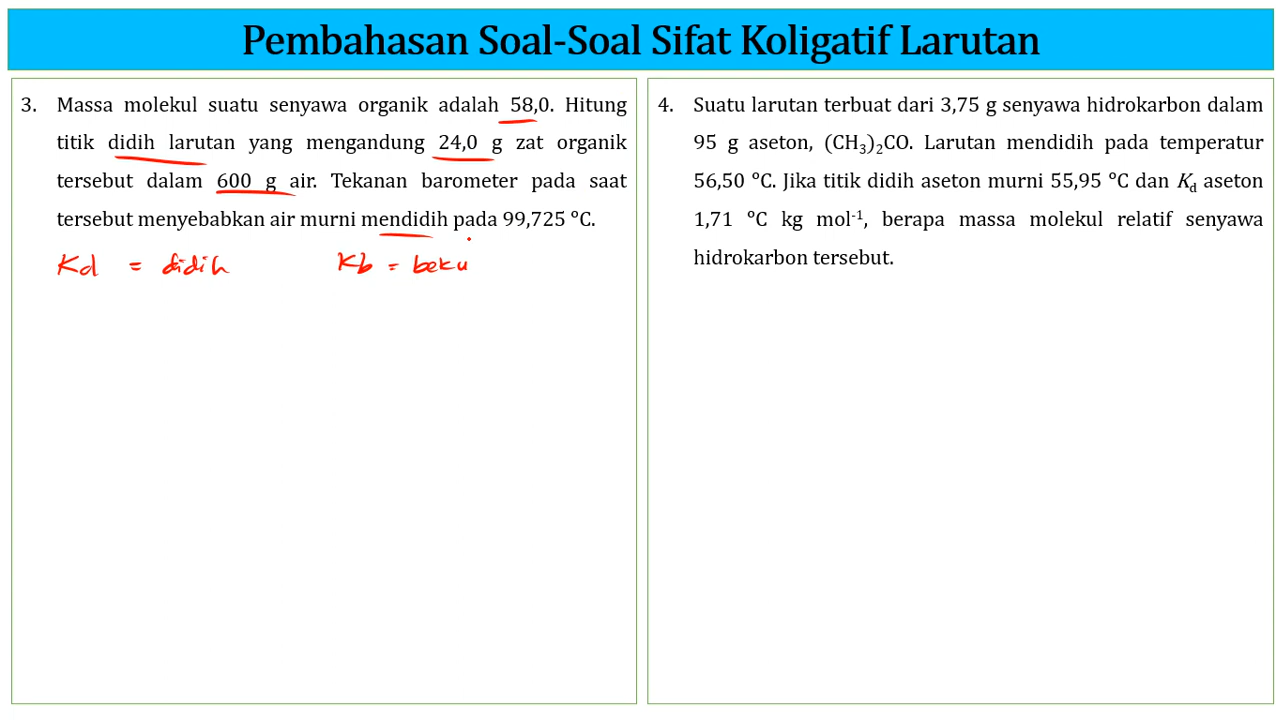 Pembahasan Soal-Soal Sifat Koligatif Larutan
3. Massa molekul suatu senyawa organik adalah 58,0. Hitung
titik didih larutan yang mengandung 24,0 g zat organik
tersebut dalam 600 g air. Tekanan barometer pada saat
tersebut menyebabkan air murni mendidih pada 99,725 °C.
Kd = didih Kb = beku
4. Suatu larutan terbuat dari 3,75 g senyawa hidrokarbon dalam
95 g aseton, (CH₃)₂CO. Larutan mendidih pada temperatur
56,50 °C. Jika titik didih aseton murni 55,95 °C dan Kd aseton
1,71 °C kg mol⁻¹, berapa massa molekul relatif senyawa
hidrokarbon tersebut.